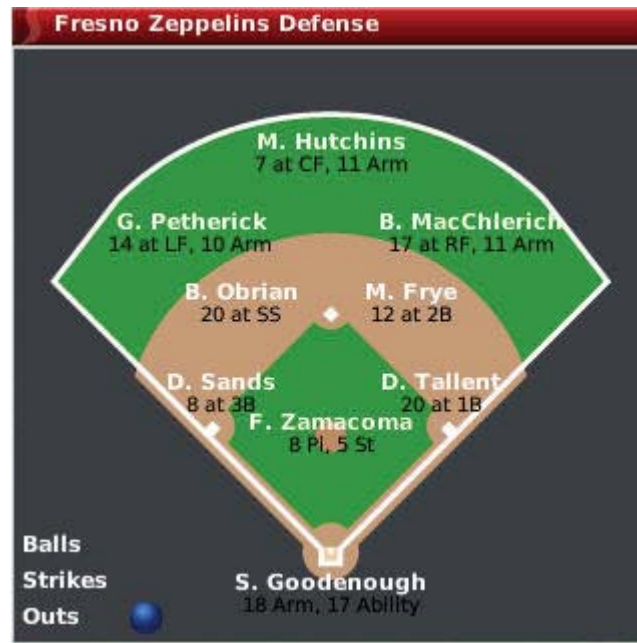 Fresno Zeppelins Defense
M. Hutchins
7 at CF, 11 Arm
G. Petherick
14 at LF, 10 Arm
B. MacChlerich
17 at RF, 11 Arm
B. Obrian
20 at SS
M. Frye
12 at 2B
D. Sands
8 at 3B
D. Tallent
20 at 1B
F. Zamacoma
8 Pi, 5 St
Balls
Strikes
Outs
S. Goodenough
18 Arm, 17 Ability